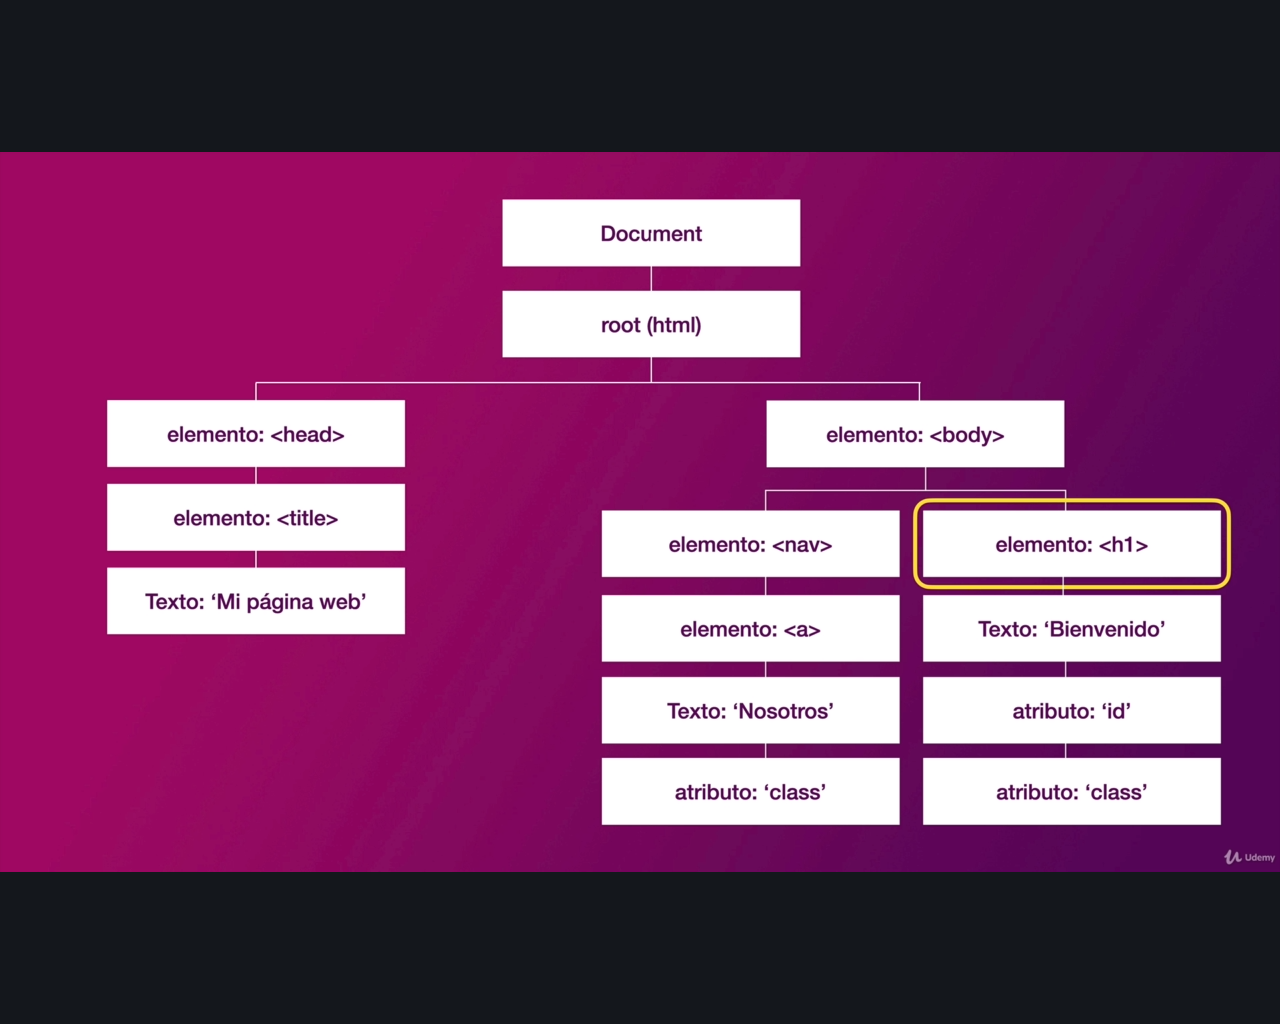 Document
root (html)
elemento: <head>
elemento: <body>
elemento: <title>
elemento: <nav>
elemento: <h1>
Texto: ‘Mi página web’
elemento: <a>
Texto: ‘Bienvenido’
Texto: ‘Nosotros’
atributo: ‘id’
atributo: ‘class’
atributo: ‘class’
Udemy